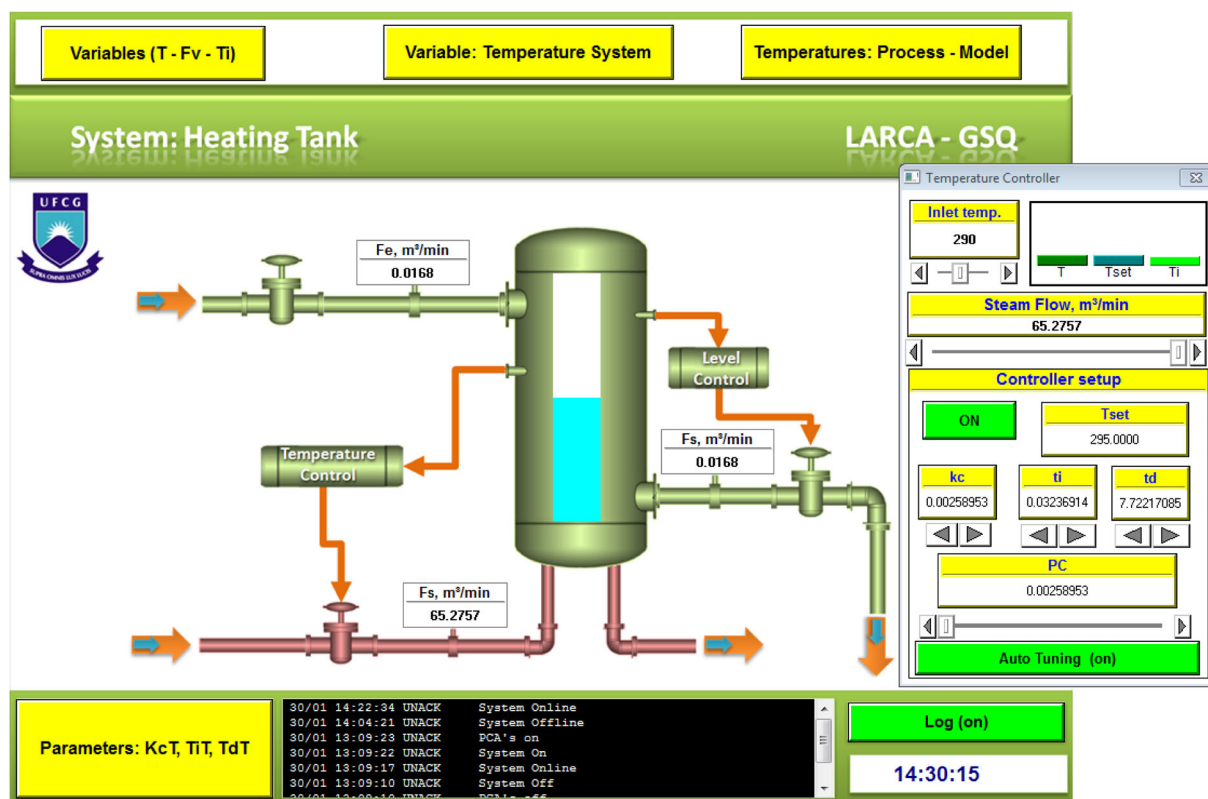 Variables (T - Fv - Ti)
Variable: Temperature System
Temperatures: Process - Model
System: Heating Tank
LARCA - GSQ
UFCG
SUPRA OMNES LUX LUCIS
Fe, m³/min
0.0168
Level
Control
Fs, m³/min
0.0168
Temperature
Control
Fs, m³/min
65.2757
Temperature Controller
Inlet temp.
290
T Tset Ti
Steam Flow, m³/min
65.2757
Controller setup
ON
Tset
295.0000
kc ti td
0.00258953 0.03236914 7.72217085
PC
0.00258953
Auto Tuning (on)
Parameters: KcT, TiT, TdT
30/01 14:22:34 UNACK System Online
30/01 14:04:21 UNACK System Offline
30/01 13:09:23 UNACK PCA's on
30/01 13:09:22 UNACK System On
30/01 13:09:17 UNACK System Online
30/01 13:09:10 UNACK System Off
Log (on)
14:30:15